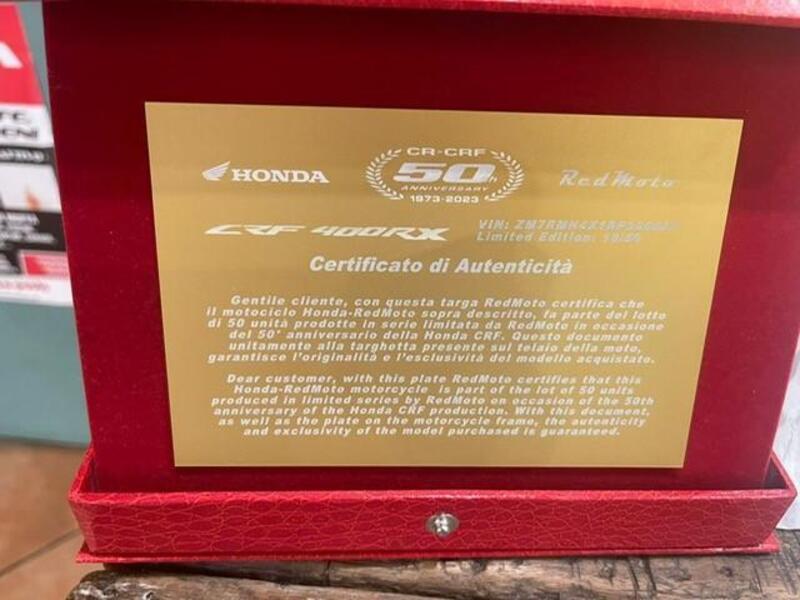 HONDA
CR-CRF
50th
ANNIVERSARY
1973-2023
RedMoto
CRF 400RX
VIN:
Limited Edition:
Certificato di Autenticità
Gentile cliente, con questa targa RedMoto certifica che
il motociclo Honda-RedMoto sopra descritto, fa parte del lotto
di 50 unità prodotte in serie limitata da RedMoto in occasione
del 50° anniversario della Honda CRF. Questo documento
unitamente alla targhetta presente sul telaio della moto,
garantisce l'originalità e l'esclusività del modello acquistato.
Dear customer, with this plate RedMoto certifies that this
Honda-RedMoto motorcycle is part of the lot of 50 units
produced in limited series by RedMoto on occasion of the 50th
anniversary of the Honda CRF production. With this document,
as well as the plate on the motorcycle frame, the autenticity
and exclusivity of the model purchased is guaranteed.